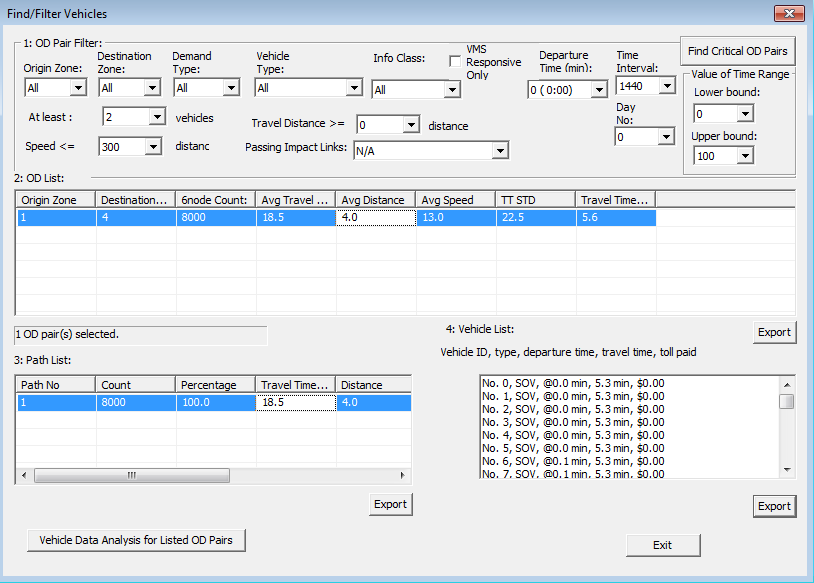 Find/Filter Vehicles
1: OD Pair Filter:
Origin Zone:
Destination
Zone:
Demand
Type:
Vehicle
Type:
Info Class:
VMS
Responsive
Only
Departure
Time (min):
Time
Interval:
Find Critical OD Pairs
All
All
All
All
All
0 ( 0:00)
1440
Value of Time Range
Lower bound:
0
Upper bound:
100
At least :
2
vehicles
Travel Distance >=
0
distance
Day
No:
0
Speed <=
300
distanc
Passing Impact Links:
N/A
2: OD List:
Origin Zone Destination... 6node Count: Avg Travel ... Avg Distance Avg Speed TT STD Travel Time...
1 4 8000 18.5 4.0 13.0 22.5 5.6
1 OD pair(s) selected.
4: Vehicle List:
Export
Vehicle ID, type, departure time, travel time, toll paid
3: Path List:
Path No Count Percentage Travel Time... Distance
1 8000 100.0 18.5 4.0
No. 0, SOV, @0.0 min, 5.3 min, $0.00
No. 1, SOV, @0.0 min, 5.3 min, $0.00
No. 2, SOV, @0.0 min, 5.3 min, $0.00
No. 3, SOV, @0.0 min, 5.3 min, $0.00
No. 4, SOV, @0.0 min, 5.3 min, $0.00
No. 5, SOV, @0.0 min, 5.3 min, $0.00
No. 6, SOV, @0.1 min, 5.3 min, $0.00
No. 7, SOV, @0.1 min, 5.3 min, $0.00
Export
Export
Vehicle Data Analysis for Listed OD Pairs
Exit